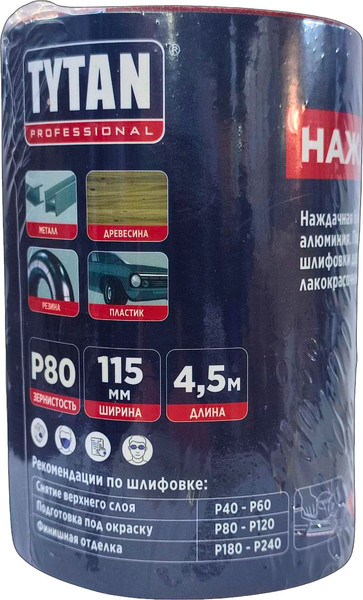 TYTAN®
PROFESSIONAL
НАЖ
МЕТАЛЛ
ДРЕВЕСИНА
РЕЗИНА
ПЛАСТИК
Наждачная
алюминия.
шлифовки
лакокрасоч
P80
ЗЕРНИСТОСТЬ
115
ММ
ШИРИНА
4,5м
ДЛИНА
Рекомендации по шлифовке:
Снятие верхнего слоя P40 - P60
Подготовка под окраску P80 - P120
Финишная отделка P180 - P240